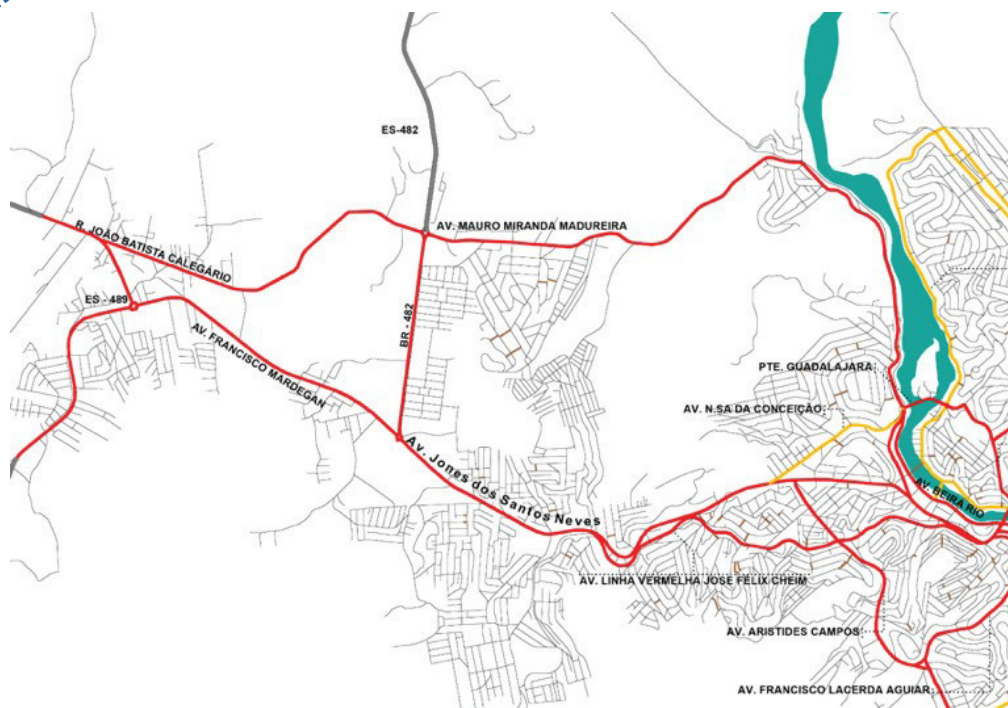 ES-482
AV. MAURO MIRANDA MADUREIRA
R. JOÃO BATISTA CALEGÁRIO
ES - 489
BR - 482
AV. FRANCISCO MARDEGAN
PTE. GUADALAJARA
AV. N.SA DA CONCEIÇÃO
Av. Jones dos Santos Neves
AV. BEIRA RIO
AV. LINHA VERMELHA JOSE FELIX CHEIM
AV. ARISTIDES CAMPOS
AV. FRANCISCO LACERDA AGUIAR